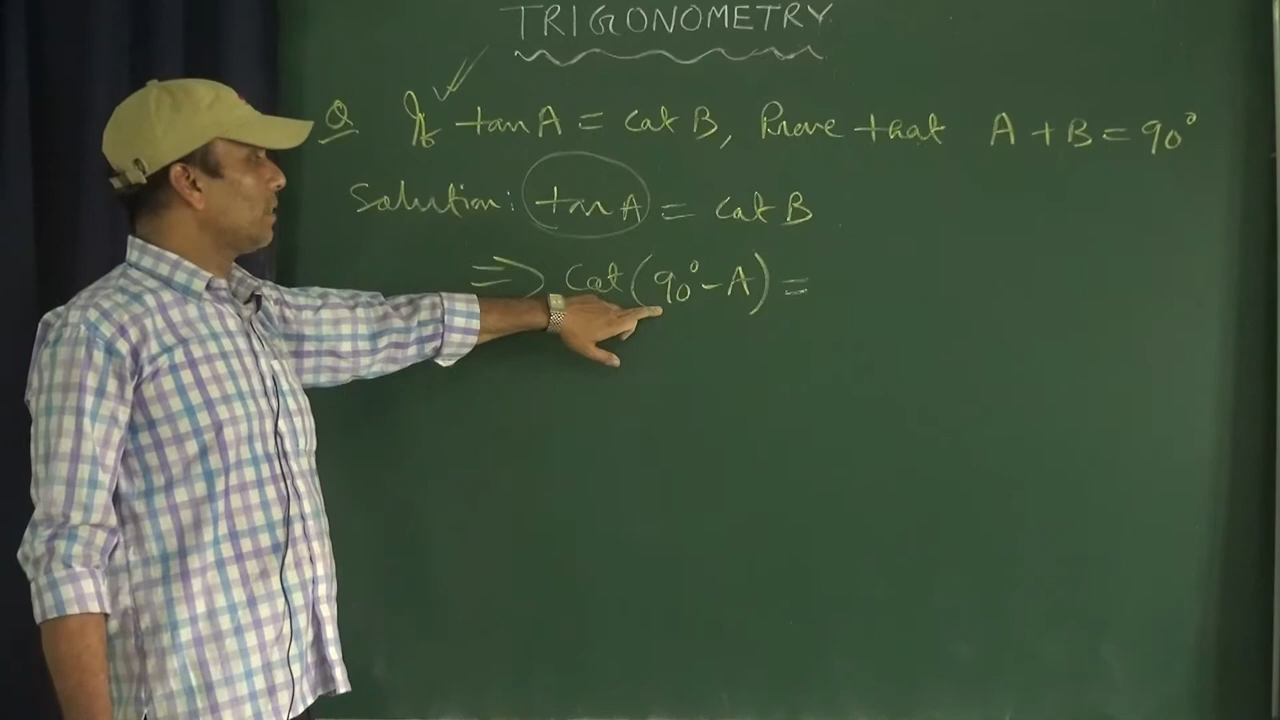 TRIGONOMETRY
Q If tan A = cot B, Prove that A + B = 90°
Solution: tan A = cot B
=> cot (90° - A) =